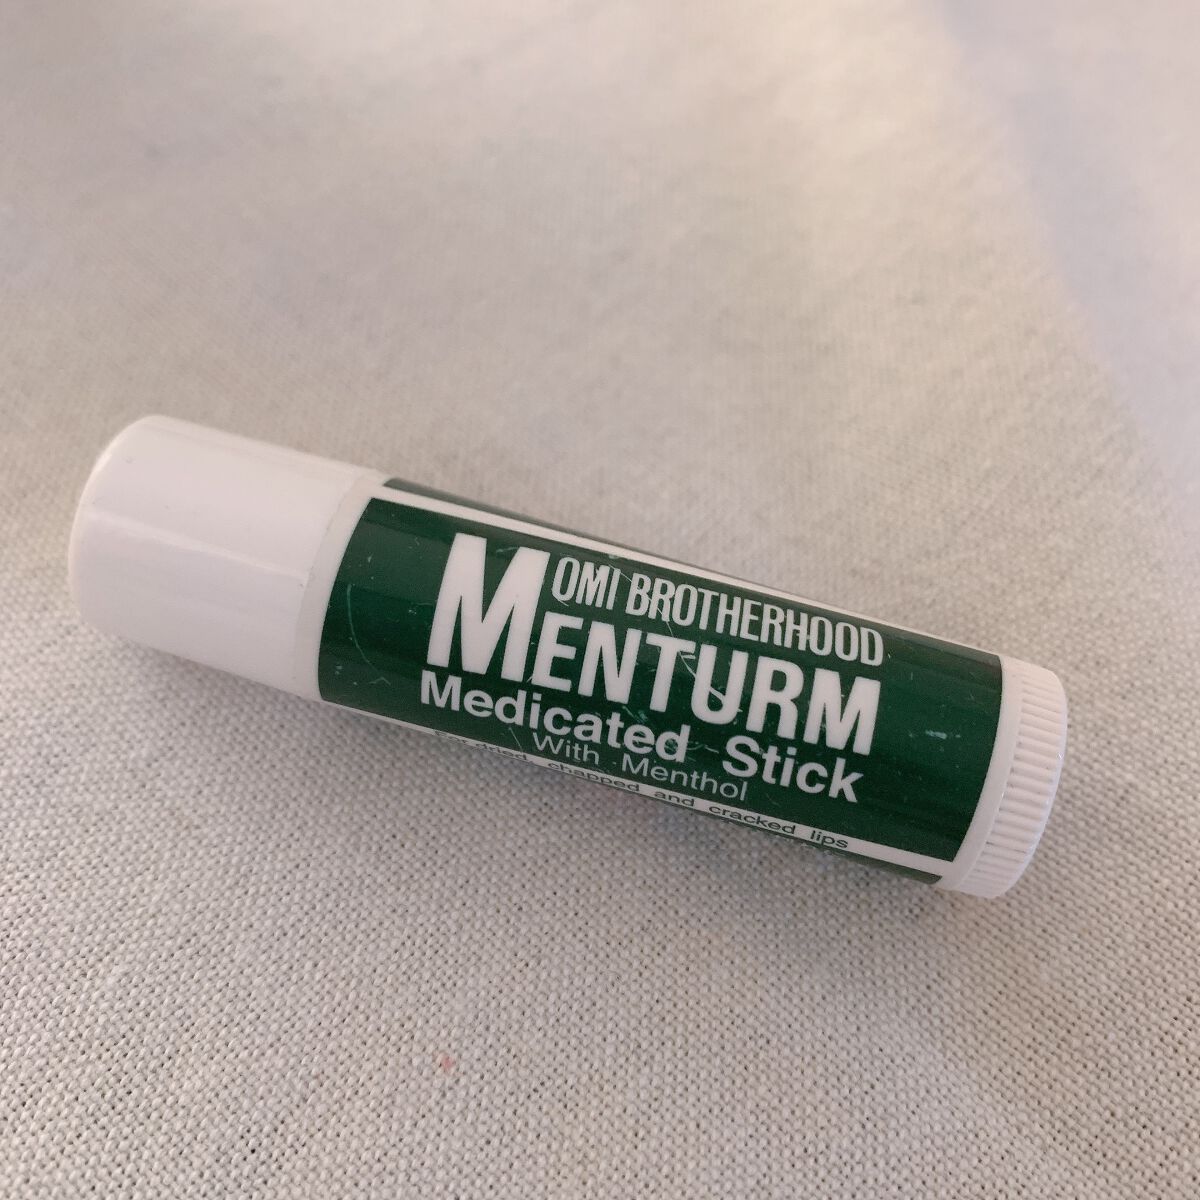 OMI BROTHERHOOD
MENTURM
Medicated Stick
With Menthol
For dried, chapped and cracked lips